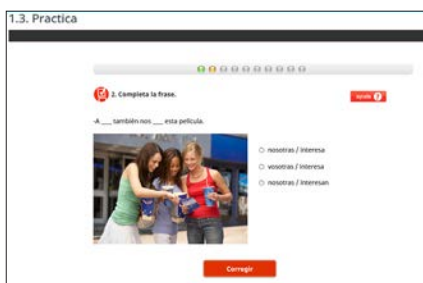 1.3. Practica
2. Completa la frase.
Ayuda ?
-A ___ también nos ___ esta película.
nosotras / interesa
vosotras / interesa
nosotras / interesan
Corregir